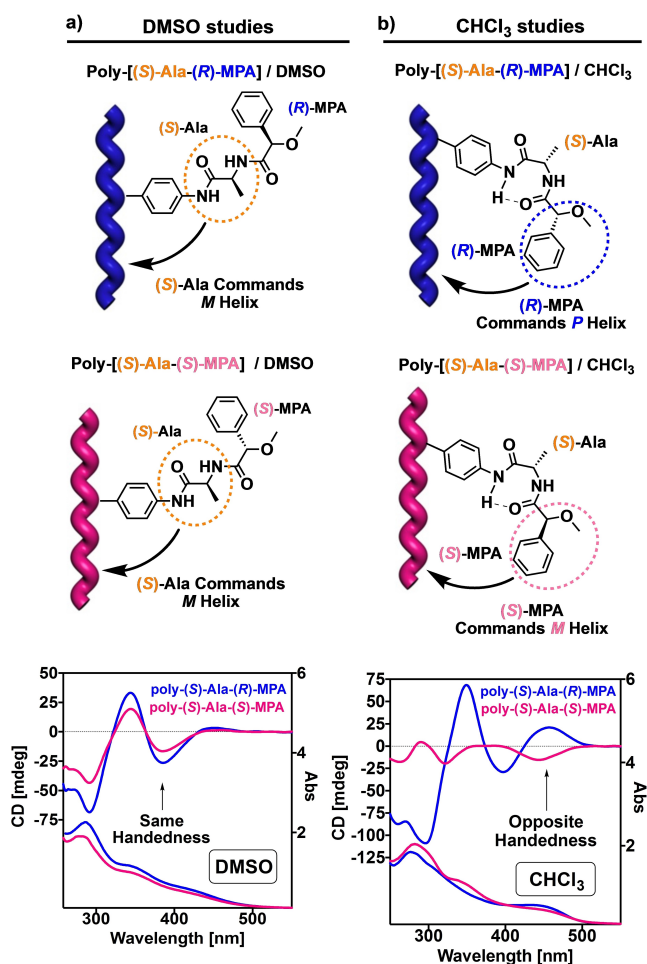 a)
DMSO studies
Poly-[(S)-Ala-(R)-MPA] / DMSO
(R)-MPA
(S)-Ala
O
HN
O
O
NH
(S)-Ala Commands
M Helix
Poly-[(S)-Ala-(S)-MPA] / DMSO
(S)-MPA
(S)-Ala
O
HN
O
O
NH
(S)-Ala Commands
M Helix
50
25
0
-25
-50
-75
CD [mdeg]
6
4
2
Abs
poly-(S)-Ala-(R)-MPA
poly-(S)-Ala-(S)-MPA
Same
Handedness
DMSO
300
400
500
Wavelength [nm]
b)
CHCl3 studies
Poly-[(S)-Ala-(R)-MPA] / CHCl3
(S)-Ala
O
N
H
NH
O
O
(R)-MPA
(R)-MPA
Commands P Helix
Poly-[(S)-Ala-(S)-MPA] / CHCl3
(S)-Ala
O
N
H
NH
O
O
(S)-MPA
(S)-MPA
Commands M Helix
75
50
25
0
-25
-50
-75
-100
-125
CD [mdeg]
6
4
2
Abs
poly-(S)-Ala-(R)-MPA
poly-(S)-Ala-(S)-MPA
Opposite
Handedness
CHCl3
300
400
500
Wavelength [nm]